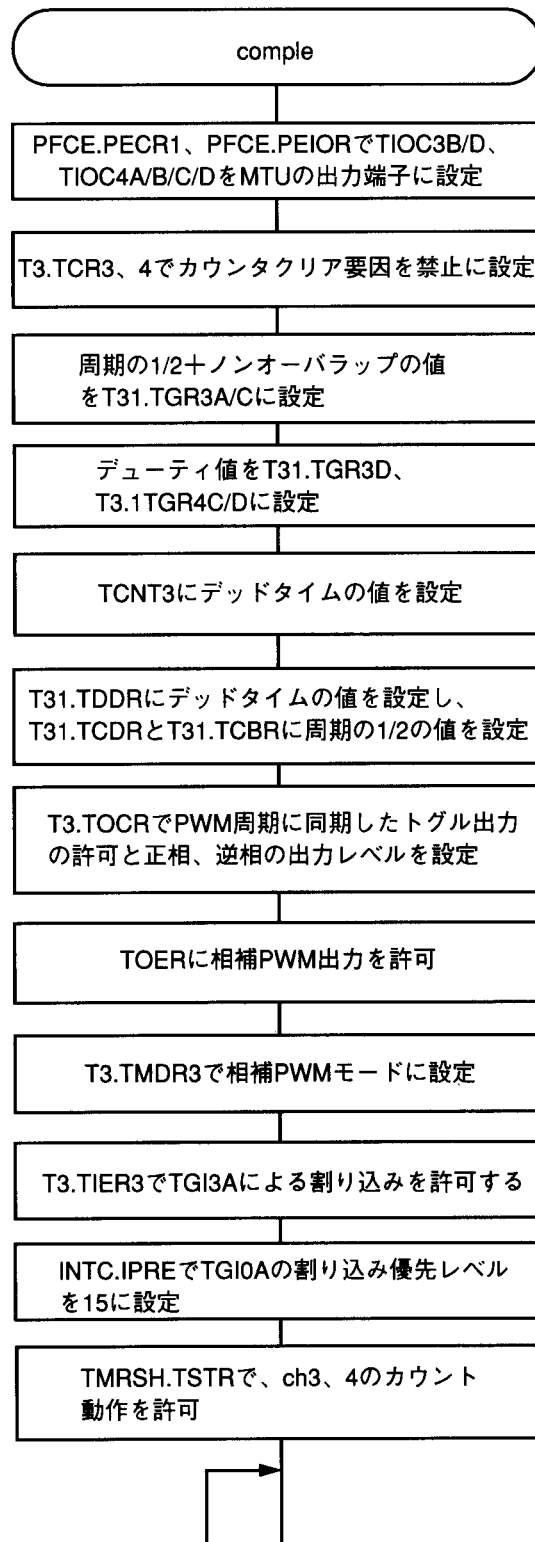 comple
PFCE.PECR1、PFCE.PEIORでTIOC3B/D、
TIOC4A/B/C/DをMTUの出力端子に設定
T3.TCR3、4でカウンタクリア要因を禁止に設定
周期の1/2＋ノンオーバラップの値
をT31.TGR3A/Cに設定
デューティ値をT31.TGR3D、
T3.1TGR4C/Dに設定
TCNT3にデッドタイムの値を設定
T31.TDDRにデッドタイムの値を設定し、
T31.TCDRとT31.TCBRに周期の1/2の値を設定
T3.TOCRでPWM周期に同期したトグル出力
の許可と正相、逆相の出力レベルを設定
TOERに相補PWM出力を許可
T3.TMDR3で相補PWMモードに設定
T3.TIER3でTGI3Aによる割り込みを許可する
INTC.IPREでTGI0Aの割り込み優先レベル
を15に設定
TMRSH.TSTRで、ch3、4のカウント
動作を許可